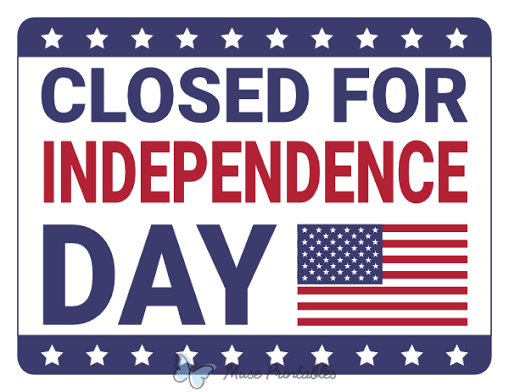 CLOSED FOR
INDEPENDENCE
DAY
Muse Printables